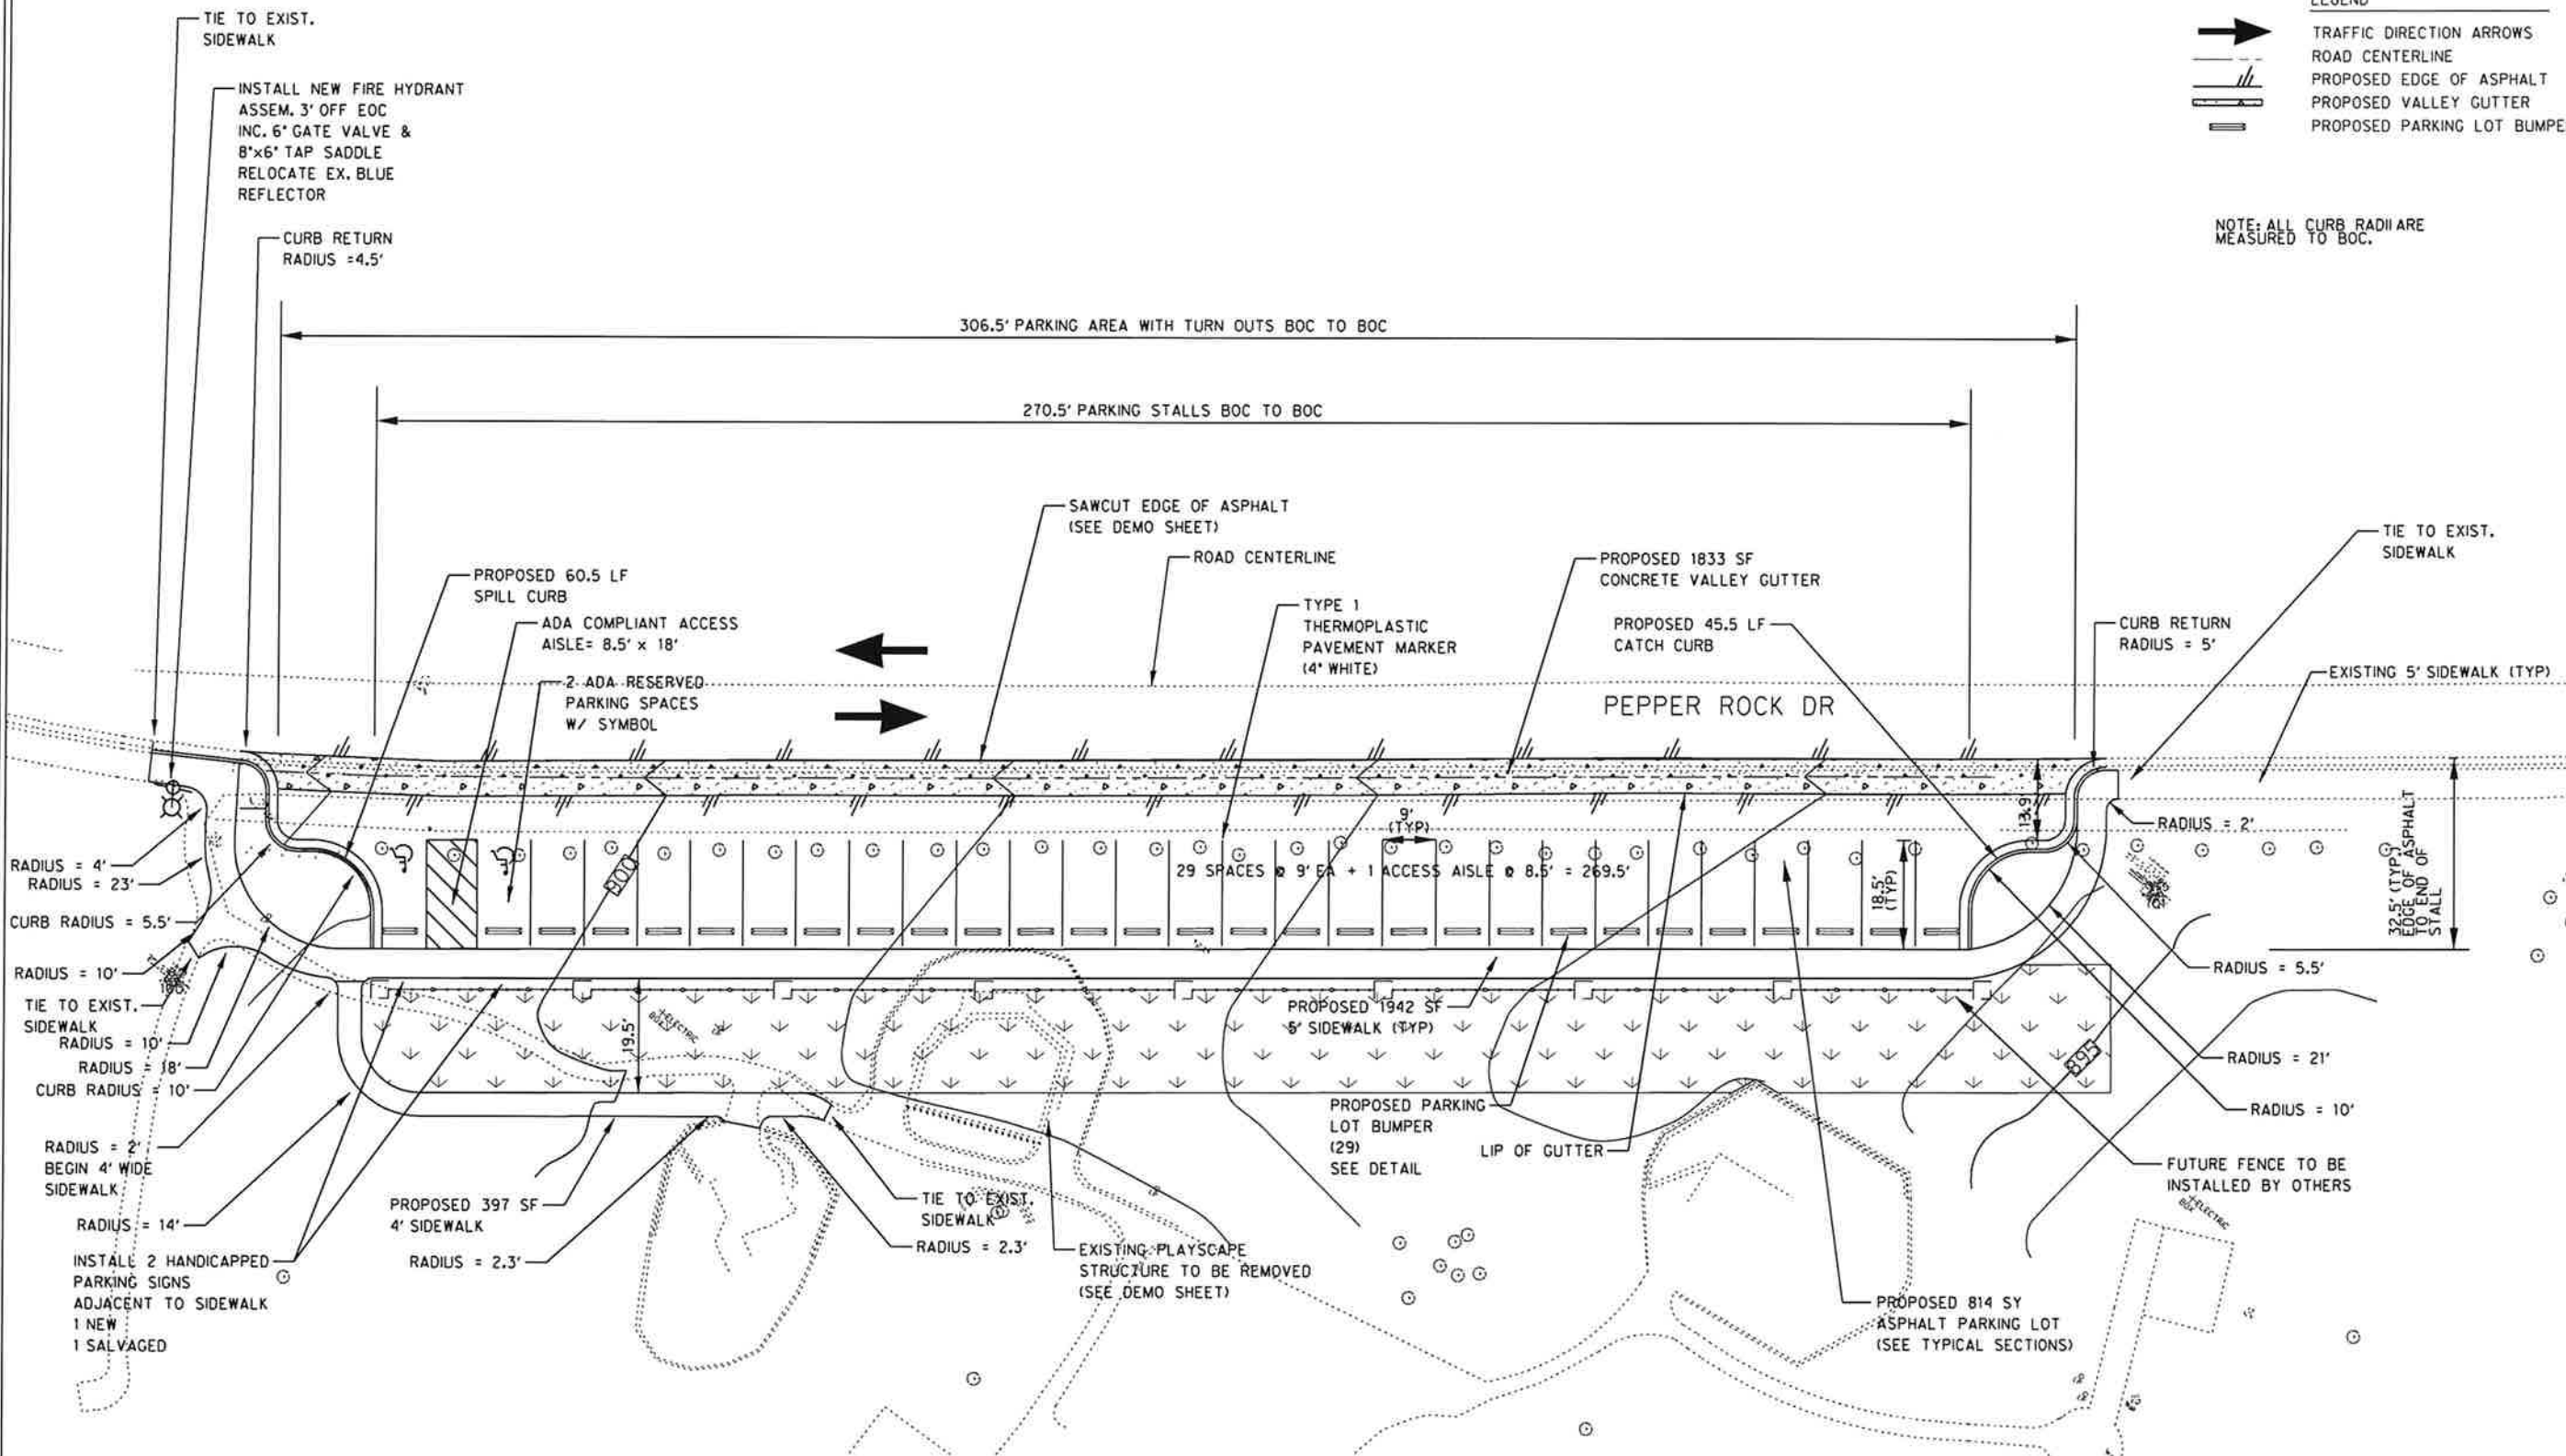 TIE TO EXIST.
SIDEWALK
INSTALL NEW FIRE HYDRANT
ASSEM. 3' OFF EOC
INC. 6" GATE VALVE &
8"x6" TAP SADDLE
RELOCATE EX. BLUE
REFLECTOR
CURB RETURN
RADIUS =4.5'
LEGEND
TRAFFIC DIRECTION ARROWS
ROAD CENTERLINE
PROPOSED EDGE OF ASPHALT
PROPOSED VALLEY GUTTER
PROPOSED PARKING LOT BUMPE
NOTE: ALL CURB RADII ARE
MEASURED TO BOC.
306.5' PARKING AREA WITH TURN OUTS BOC TO BOC
270.5' PARKING STALLS BOC TO BOC
SAWCUT EDGE OF ASPHALT
(SEE DEMO SHEET)
ROAD CENTERLINE
PROPOSED 60.5 LF
SPILL CURB
ADA COMPLIANT ACCESS
AISLE= 8.5' x 18'
2 ADA RESERVED
PARKING SPACES
W/ SYMBOL
TYPE 1
THERMOPLASTIC
PAVEMENT MARKER
(4" WHITE)
PROPOSED 1833 SF
CONCRETE VALLEY GUTTER
PROPOSED 45.5 LF
CATCH CURB
PEPPER ROCK DR
TIE TO EXIST.
SIDEWALK
CURB RETURN
RADIUS = 5'
EXISTING 5' SIDEWALK (TYP)
13.9'
RADIUS = 2'
32.5' (TYP).
EDGE OF ASPHALT
TO END OF
STALL
9'
(TYP)
29 SPACES @ 9' EA + 1 ACCESS AISLE @ 8.5' = 269.5'
18.5'
(TYP)
900
RADIUS = 4'
RADIUS = 23'
CURB RADIUS = 5.5'
RADIUS = 10'
TIE TO EXIST.
SIDEWALK
RADIUS = 10'
RADIUS = 18'
CURB RADIUS = 10'
RADIUS = 2'
BEGIN 4' WIDE
SIDEWALK
RADIUS = 14'
INSTALL 2 HANDICAPPED
PARKING SIGNS
ADJACENT TO SIDEWALK
1 NEW
1 SALVAGED
ELECTRIC
BOX
19.5'
PROPOSED 397 SF
4' SIDEWALK
RADIUS = 2.3'
TIE TO EXIST.
SIDEWALK
RADIUS = 2.3'
EXISTING PLAYSCAPE
STRUCTURE TO BE REMOVED
(SEE DEMO SHEET)
PROPOSED 1942 SF
5' SIDEWALK (TYP)
PROPOSED PARKING
LOT BUMPER
(29)
SEE DETAIL
LIP OF GUTTER
RADIUS = 5.5'
RADIUS = 21'
895
RADIUS = 10'
FUTURE FENCE TO BE
INSTALLED BY OTHERS
ELECTRIC
BOX
PROPOSED 814 SY
ASPHALT PARKING LOT
(SEE TYPICAL SECTIONS)